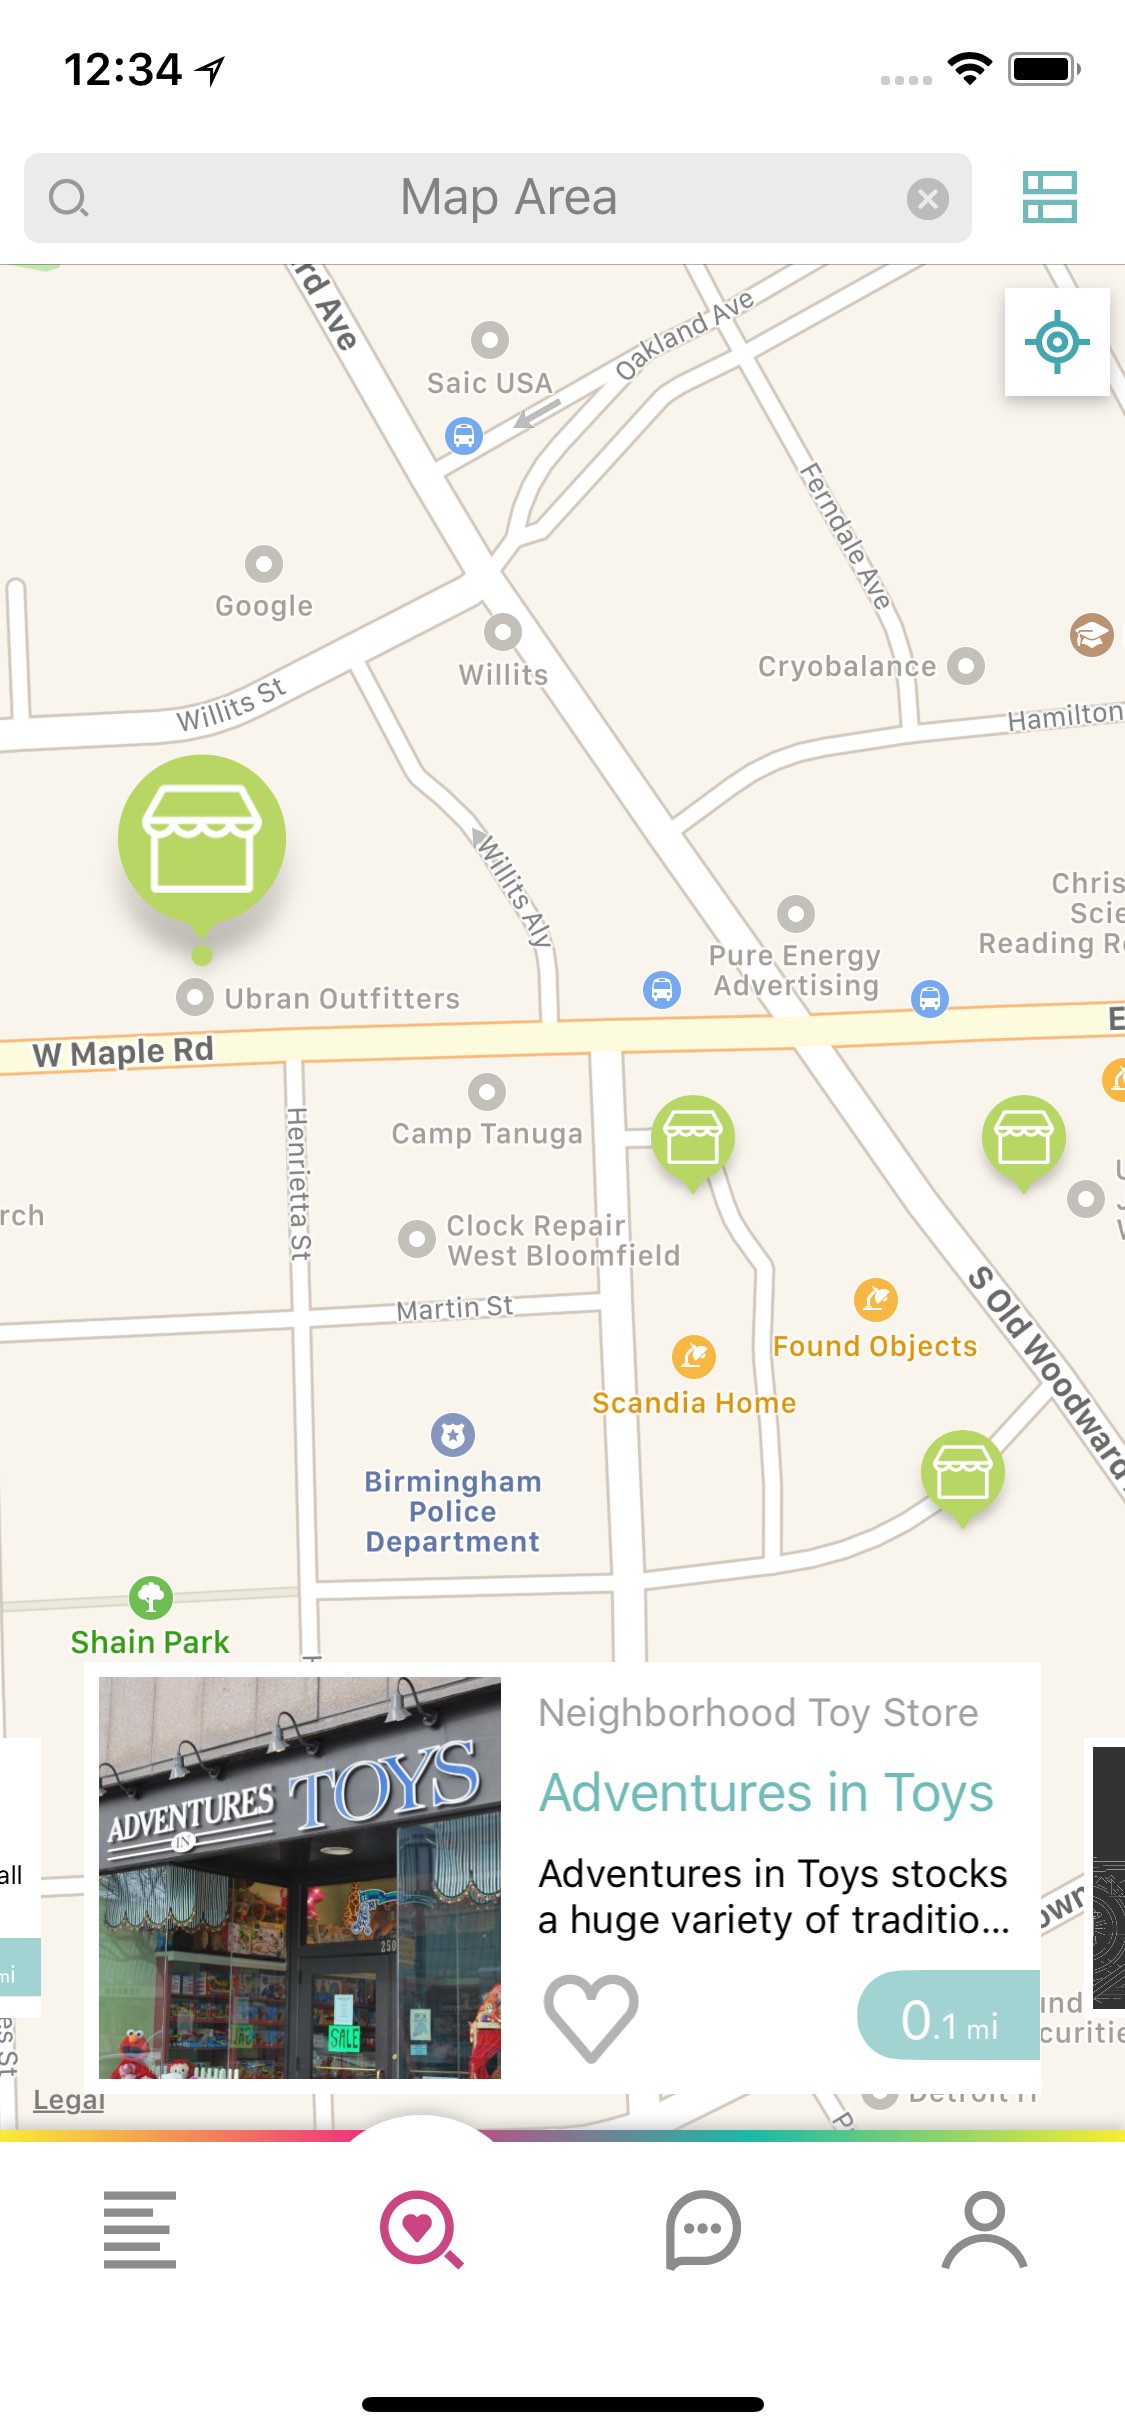 12:34
Map Area
rd Ave
Oakland Ave
Saic USA
Ferndale Ave
Google
Willits
Cryobalance
Willits St
Hamilton
Willits Aly
Chris
Scie
Reading R
Pure Energy
Advertising
Ubran Outfitters
W Maple Rd
E
Camp Tanuga
Henrietta St
rch
Clock Repair
West Bloomfield
Martin St
S Old Woodward
Found Objects
Scandia Home
Birmingham
Police
Department
Shain Park
Neighborhood Toy Store
ADVENTURES
IN
TOYS
Adventures in Toys
Adventures in Toys stocks
a huge variety of traditio...
250
SALE
all
mi
0.1 mi
own
und
curitie
es St
Legal
Detroit